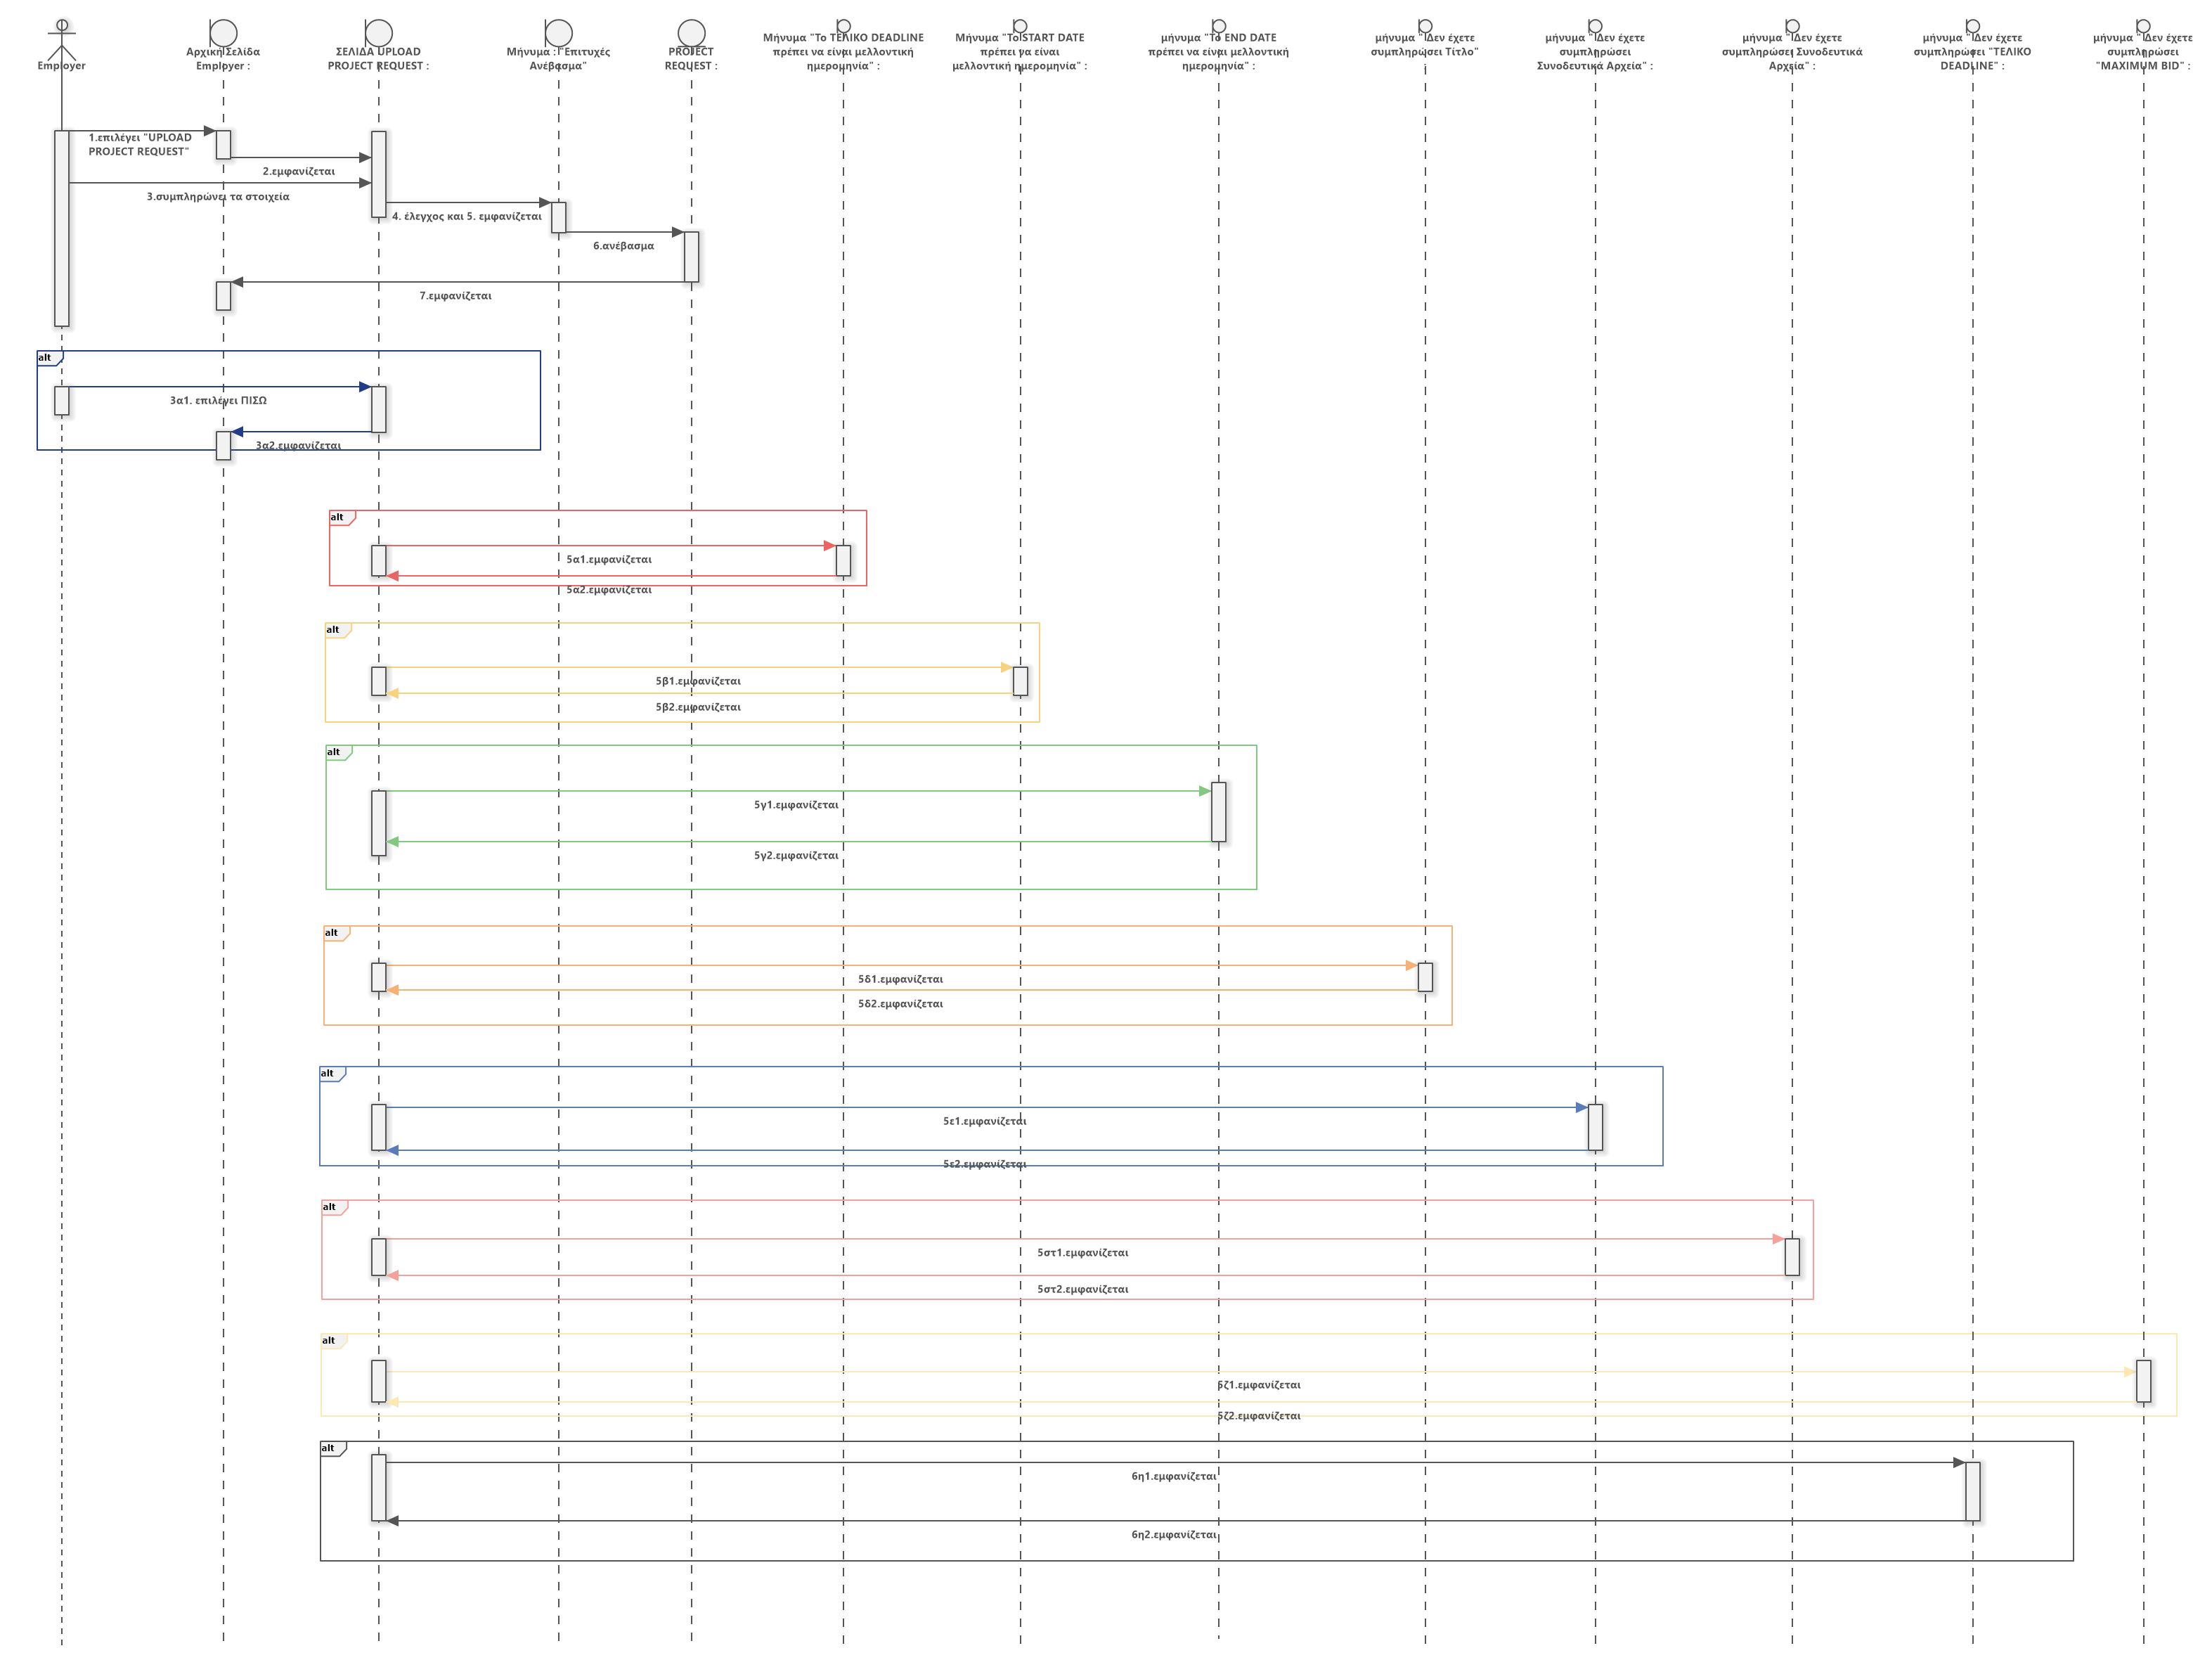 Employer
Αρχική Σελίδα
Employer :
ΣΕΛΙΔΑ UPLOAD
PROJECT REQUEST :
Μήνυμα : "Επιτυχές
Ανέβασμα"
PROJECT
REQUEST :
Μήνυμα "Το ΤΕΛΙΚΟ DEADLINE
πρέπει να είναι μελλοντική
ημερομηνία" :
Μήνυμα "Το START DATE
πρέπει να είναι
μελλοντική ημερομηνία" :
μήνυμα "Το END DATE
πρέπει να είναι μελλοντική
ημερομηνία" :
μήνυμα "Δεν έχετε
συμπληρώσει Τίτλο"
:
μήνυμα "Δεν έχετε
συμπληρώσει
Συνοδευτικά Αρχεία" :
μήνυμα "Δεν έχετε
συμπληρώσει Συνοδευτικά
Αρχεία" :
μήνυμα "Δεν έχετε
συμπληρώσει "ΤΕΛΙΚΟ
DEADLINE" :
μήνυμα "Δεν έχετε
συμπληρώσει
"MAXIMUM BID" :
1.επιλέγει "UPLOAD
PROJECT REQUEST"
2.εμφανίζεται
3.συμπληρώνει τα στοιχεία
4. έλεγχος και 5. εμφανίζεται
6.ανέβασμα
7.εμφανίζεται
alt
3α1. επιλέγει ΠΙΣΩ
3α2.εμφανίζεται
alt
5α1.εμφανίζεται
5α2.εμφανίζεται
alt
5β1.εμφανίζεται
5β2.εμφανίζεται
alt
5γ1.εμφανίζεται
5γ2.εμφανίζεται
alt
5δ1.εμφανίζεται
5δ2.εμφανίζεται
alt
5ε1.εμφανίζεται
5ε2.εμφανίζεται
alt
5στ1.εμφανίζεται
5στ2.εμφανίζεται
alt
5ζ1.εμφανίζεται
5ζ2.εμφανίζεται
alt
6η1.εμφανίζεται
6η2.εμφανίζεται